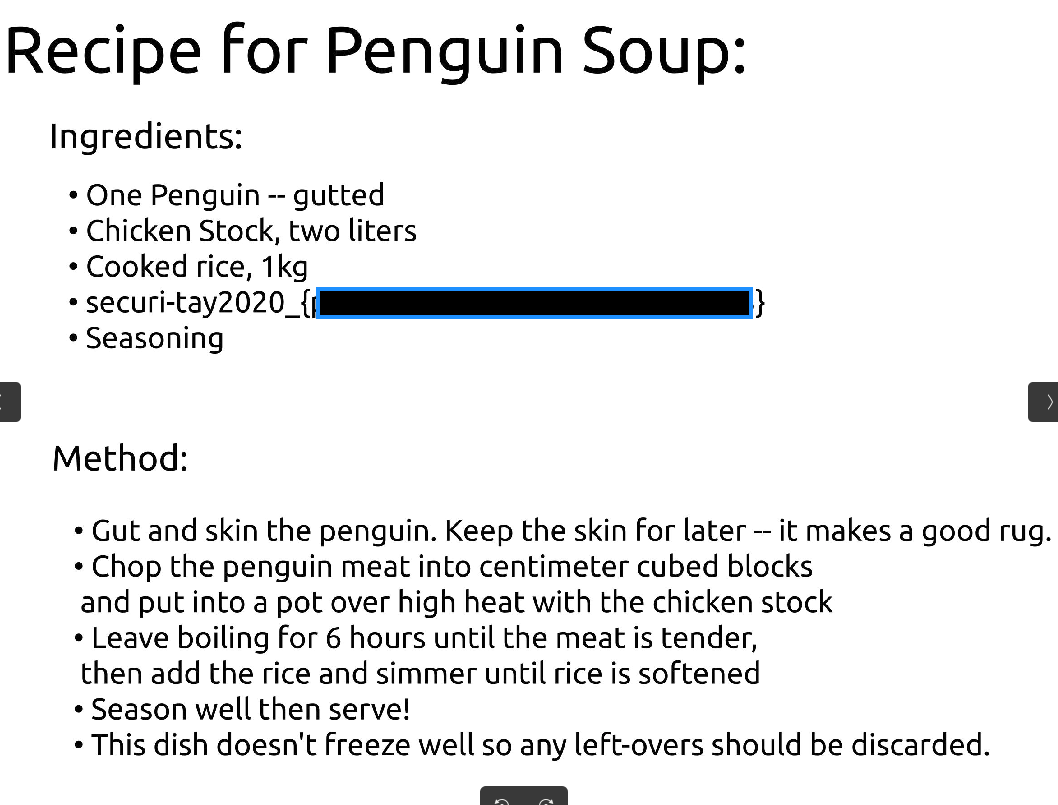 Recipe for Penguin Soup:
Ingredients:
• One Penguin -- gutted
• Chicken Stock, two liters
• Cooked rice, 1kg
• securi-tay2020_{ }
• Seasoning
Method:
• Gut and skin the penguin. Keep the skin for later -- it makes a good rug.
• Chop the penguin meat into centimeter cubed blocks
and put into a pot over high heat with the chicken stock
• Leave boiling for 6 hours until the meat is tender,
then add the rice and simmer until rice is softened
• Season well then serve!
• This dish doesn't freeze well so any left-overs should be discarded.